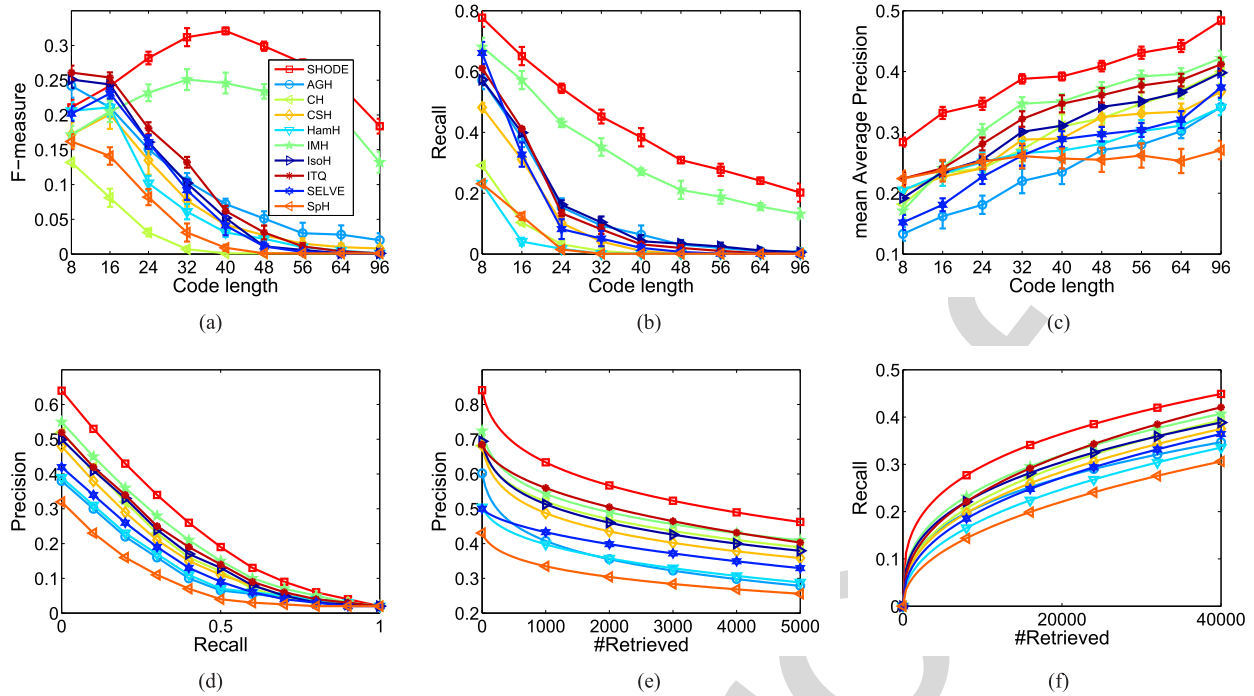 0.3
0.25
0.2
0.15
0.1
0.05
0
F−measure
8 16 24 32 40 48 56 64 96
Code length
SHODE
AGH
CH
CSH
HamH
IMH
IsoH
ITQ
SELVE
SpH
(a)
0.8
0.6
0.4
0.2
0
Recall
8 16 24 32 40 48 56 64 96
Code length
(b)
0.5
0.4
0.3
0.2
0.1
mean Average Precision
8 16 24 32 40 48 56 64 96
Code length
(c)
0.6
0.5
0.4
0.3
0.2
0.1
0
Precision
0 0.5 1
Recall
(d)
0.9
0.8
0.7
0.6
0.5
0.4
0.3
0.2
Precision
0 1000 2000 3000 4000 5000
#Retrieved
(e)
0.5
0.4
0.3
0.2
0.1
0
Recall
0 20000 40000
#Retrieved
(f)